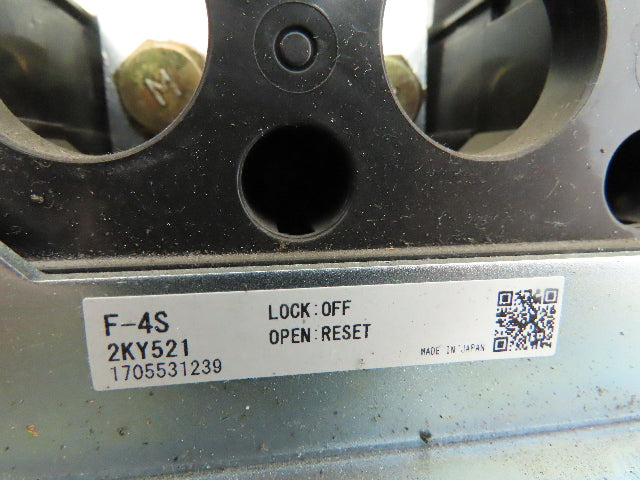 M
F-4S
2KY521
1705531239
LOCK:OFF
OPEN:RESET
MADE IN JAPAN